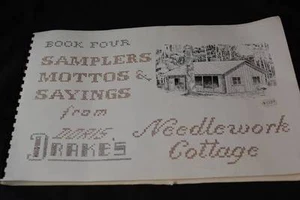 BOOK FOUR
SAMPLERS
MOTTOS &
SAYINGS
from
DORIS
DRAKE'S
Needlework
Cottage